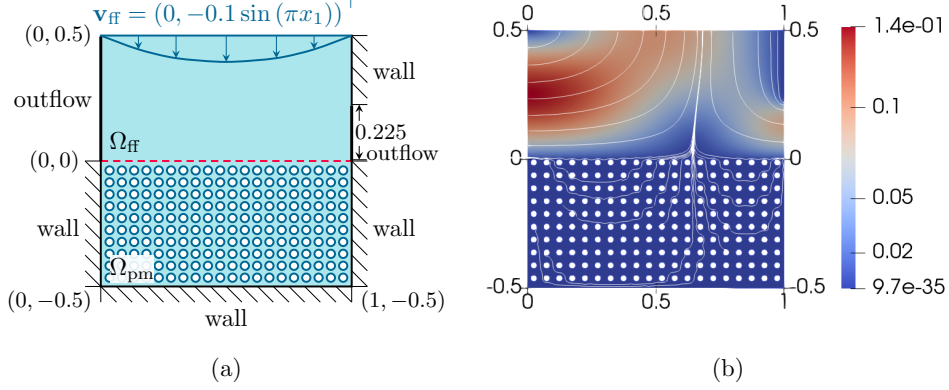 v_ff = (0, −0.1 sin (πx₁))ᵀ
(0, 0.5)
wall
outflow
0.225
Ω_ff
outflow
(0, 0)
wall
wall
Ω_pm
(0, −0.5)
(1, −0.5)
wall
(a)
0 0.5 1
0.5 0.5
0 0
-0.5 -0.5
0 0.5 1
1.4e-01
0.1
0.05
0.02
9.7e-35
(b)